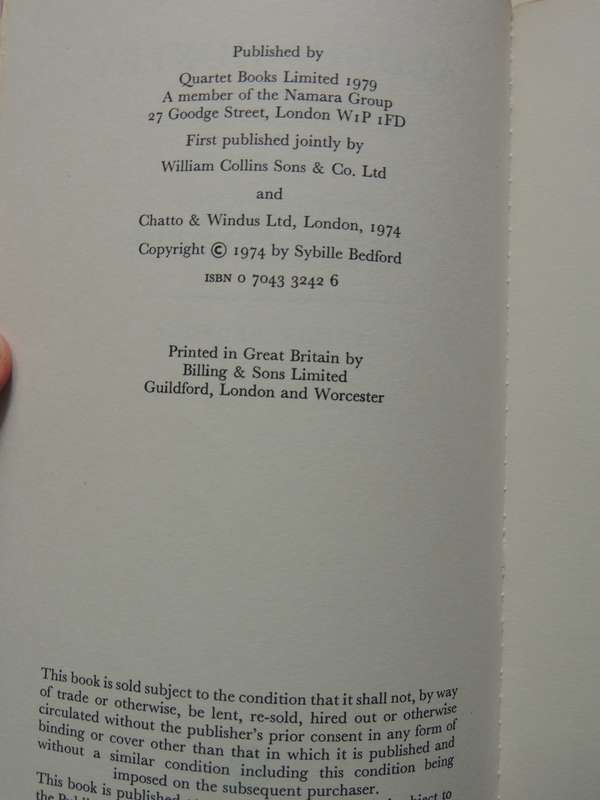 Published by
Quartet Books Limited 1979
A member of the Namara Group
27 Goodge Street, London W1P 1FD
First published jointly by
William Collins Sons & Co. Ltd
and
Chatto & Windus Ltd, London, 1974
Copyright © 1974 by Sybille Bedford
ISBN 0 7043 3242 6
Printed in Great Britain by
Billing & Sons Limited
Guildford, London and Worcester
This book is sold subject to the condition that it shall not, by way
of trade or otherwise, be lent, re-sold, hired out or otherwise
circulated without the publisher's prior consent in any form of
binding or cover other than that in which it is published and
without a similar condition including this condition being
imposed on the subsequent purchaser.
This book is published